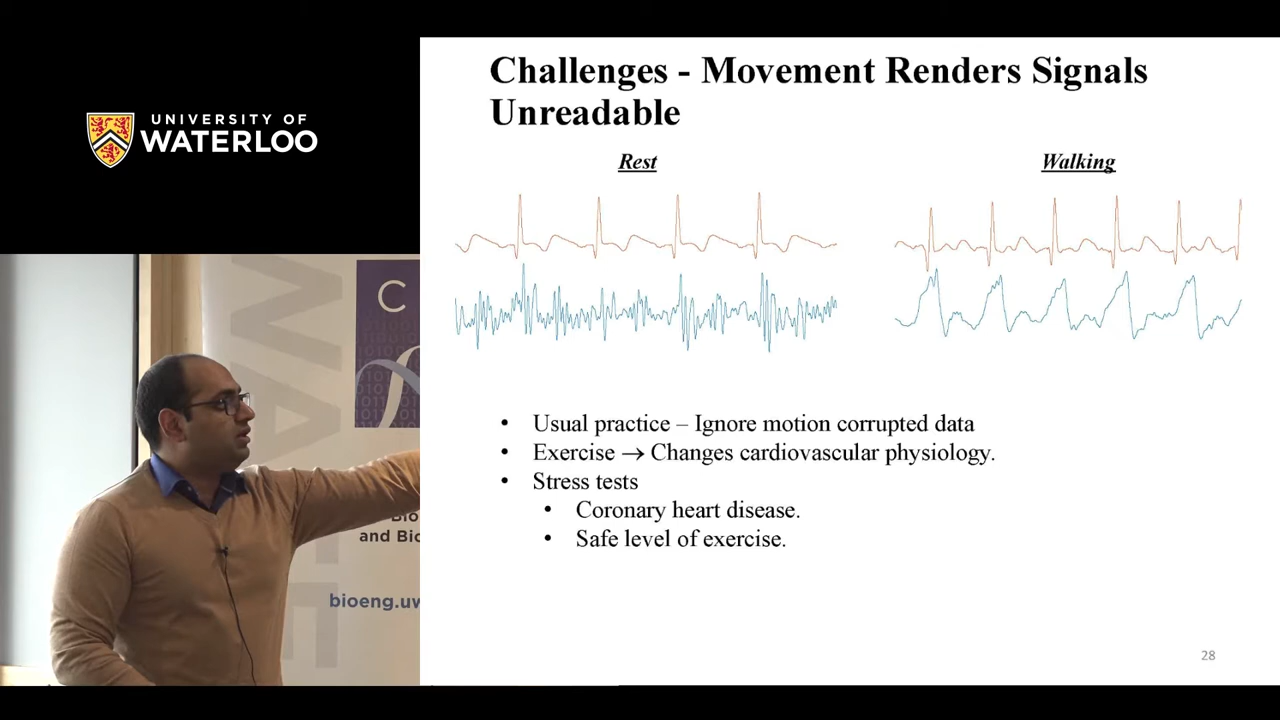 UNIVERSITY OF
WATERLOO
Challenges - Movement Renders Signals
Unreadable
Rest
Walking
• Usual practice – Ignore motion corrupted data
• Exercise → Changes cardiovascular physiology.
• Stress tests
• Coronary heart disease.
• Safe level of exercise.
28
C
Bio
and Bio
bioeng.uw